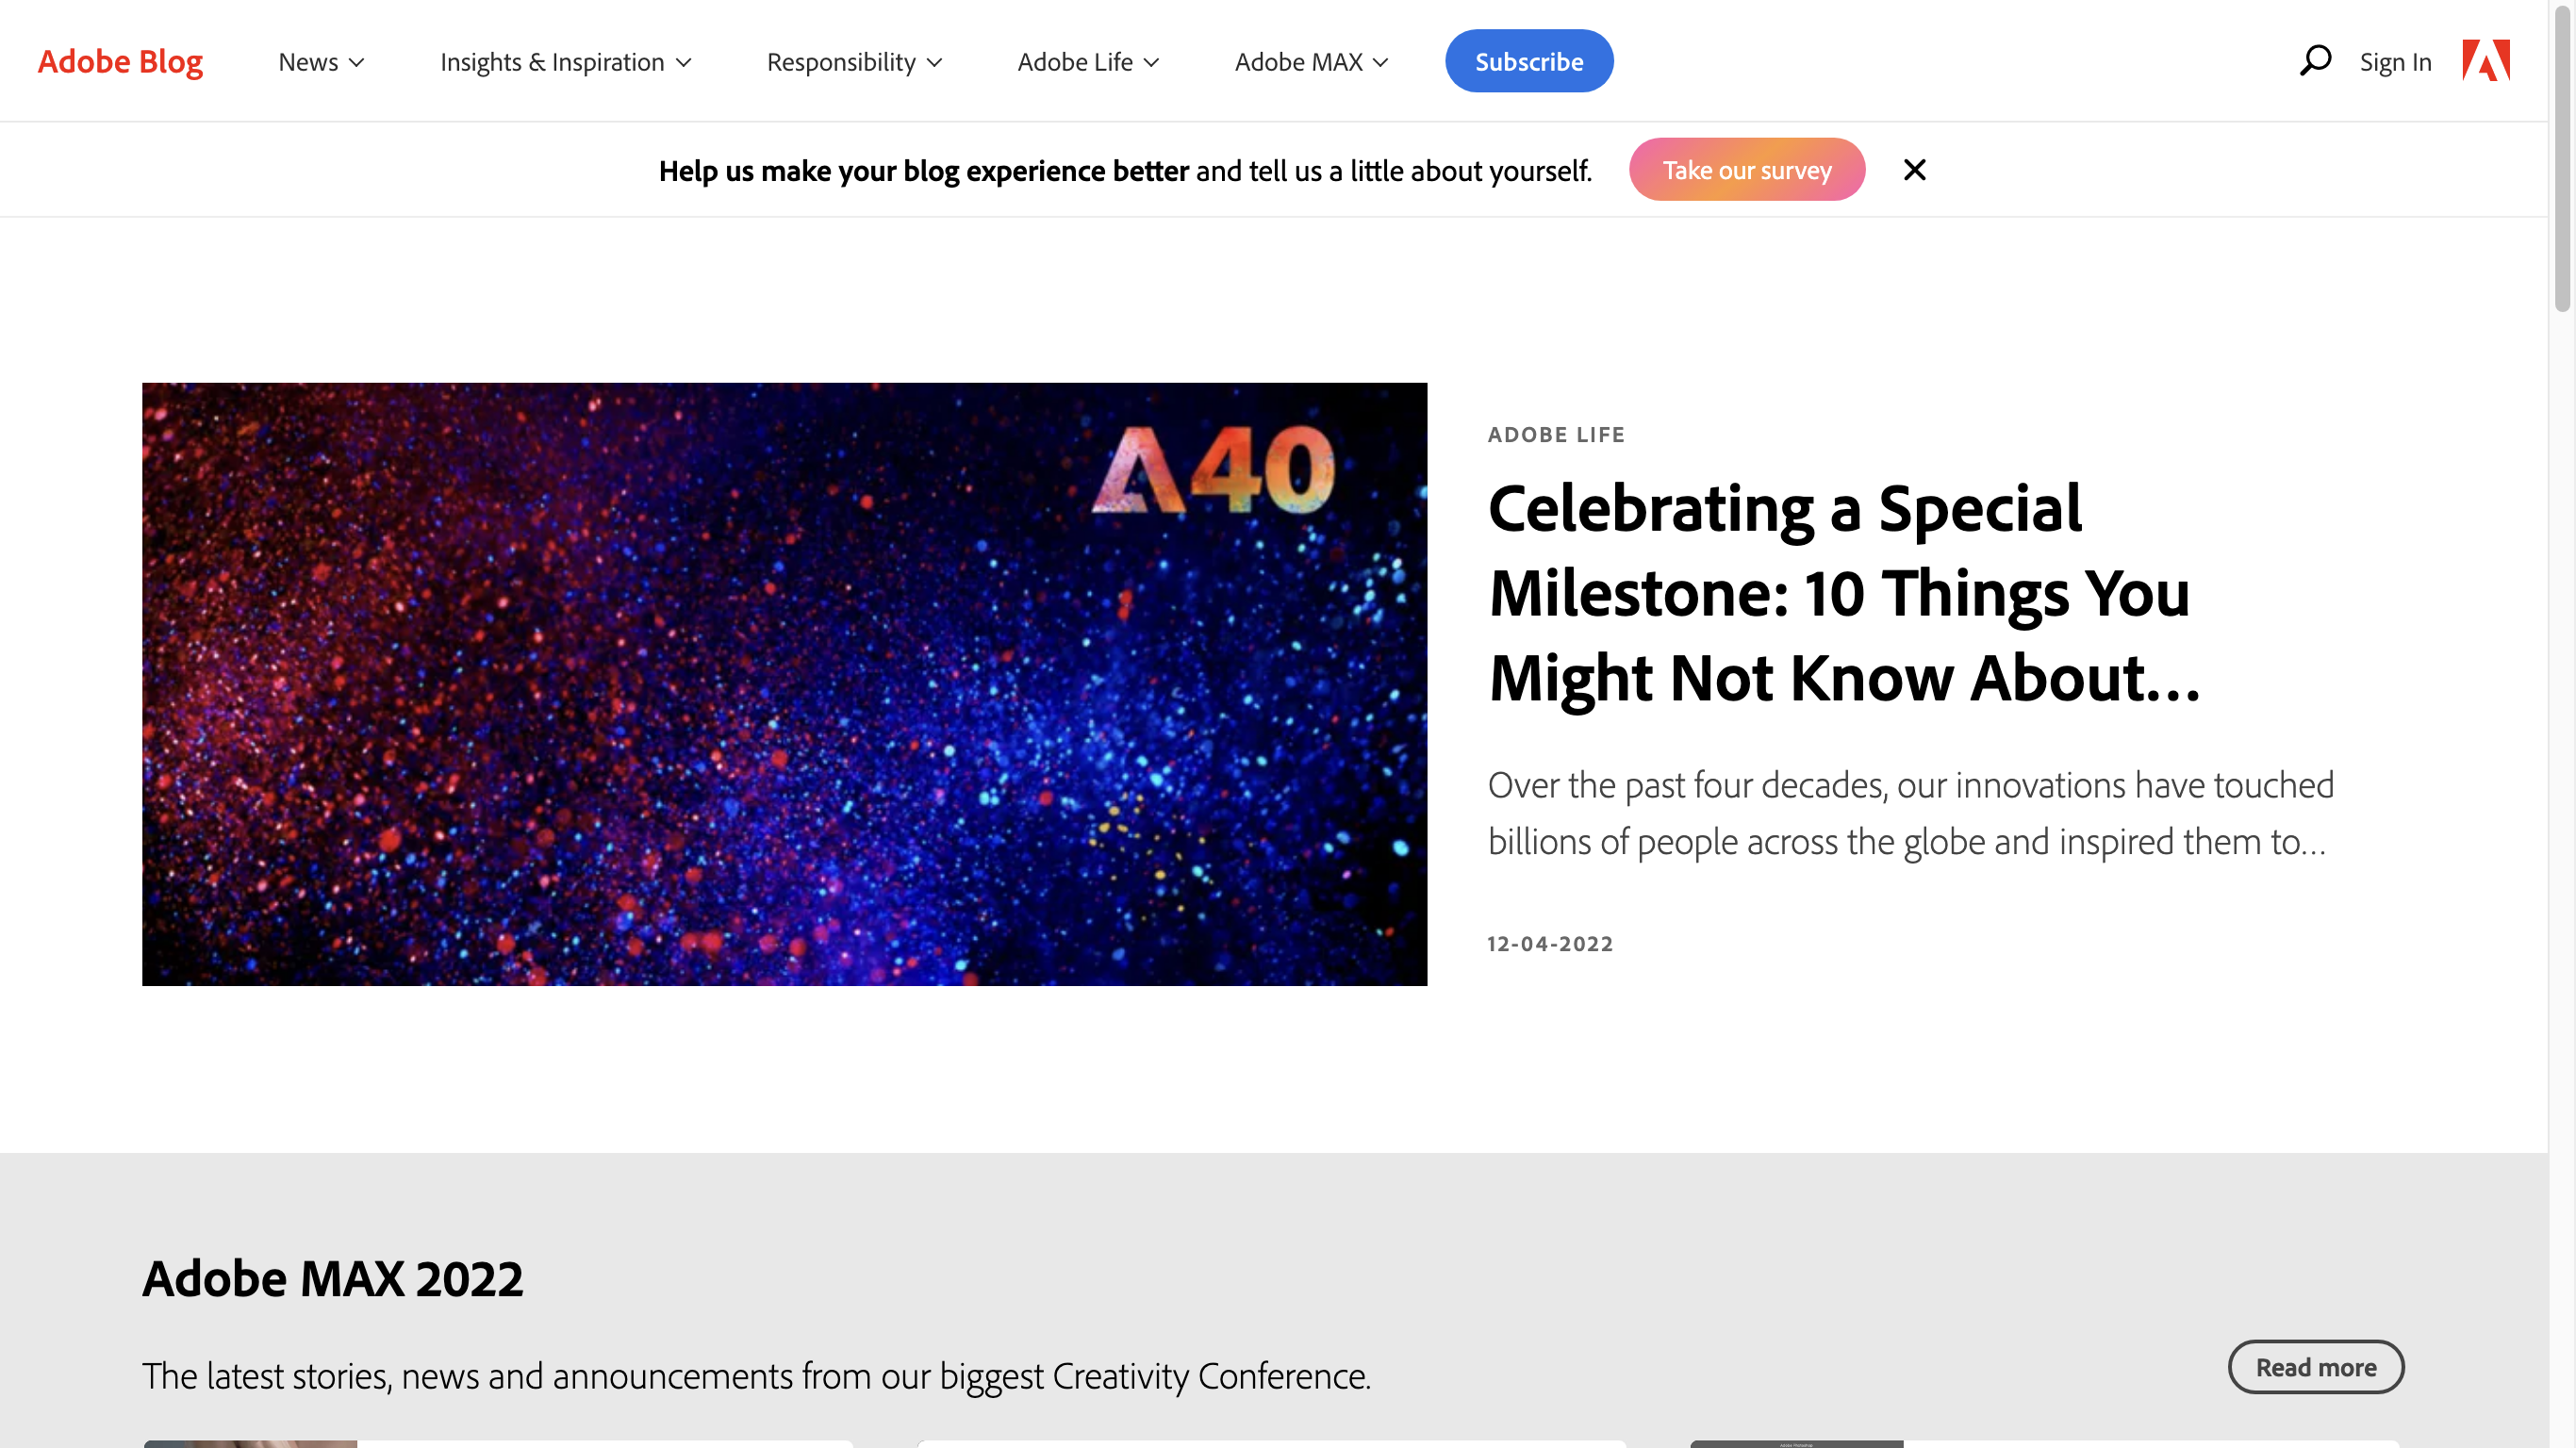 Adobe Blog
News
Insights & Inspiration
Responsibility
Adobe Life
Adobe MAX
Subscribe
Sign In
Help us make your blog experience better and tell us a little about yourself.
Take our survey
A40
ADOBE LIFE
Celebrating a Special
Milestone: 10 Things You
Might Not Know About...
Over the past four decades, our innovations have touched
billions of people across the globe and inspired them to...
12-04-2022
Adobe MAX 2022
The latest stories, news and announcements from our biggest Creativity Conference.
Read more